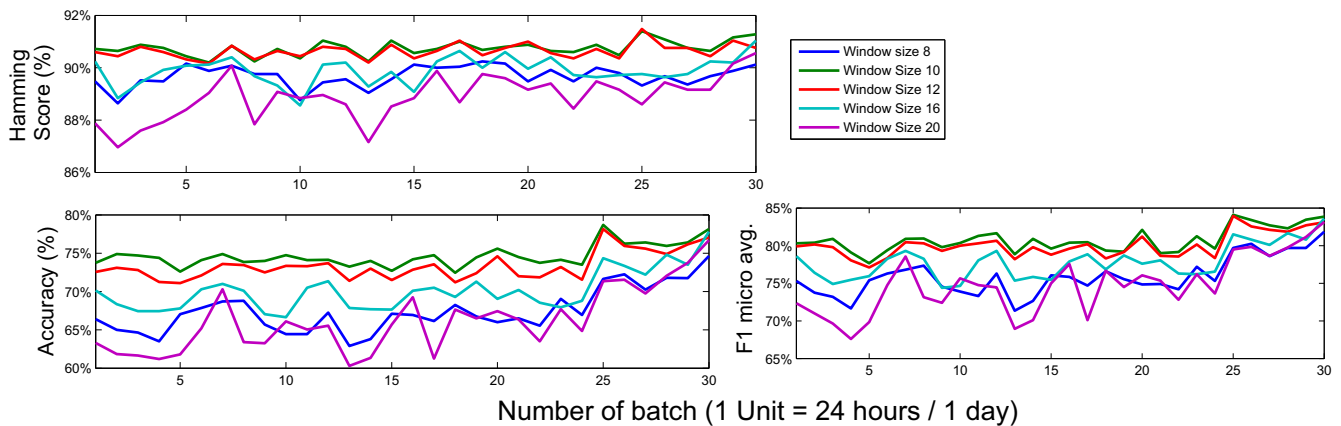 92%
90%
88%
86%
Hamming
Score (%)
5 10 15 20 25 30
Window size 8
Window Size 10
Window Size 12
Window Size 16
Window Size 20
80%
75%
70%
65%
60%
Accuracy (%)
5 10 15 20 25 30
85%
80%
75%
70%
65%
F1 micro avg.
5 10 15 20 25 30
Number of batch (1 Unit = 24 hours / 1 day)